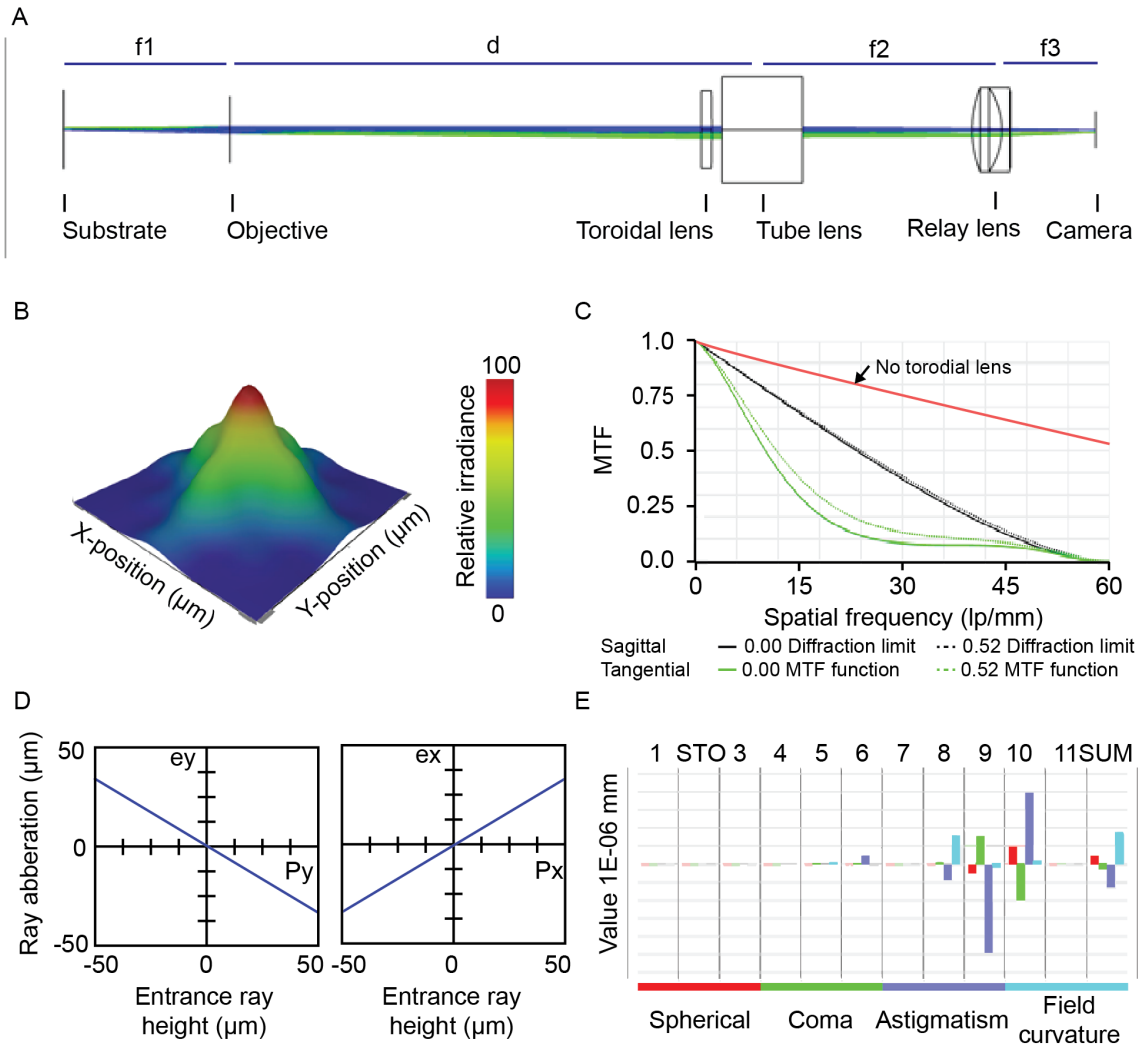 A
f1 d f2 f3
Substrate Objective Toroidal lens Tube lens Relay lens Camera
B
100
Relative irradiance
0
X-position (µm)
Y-position (µm)
C
1.0
0.75
0.5
0.25
0.0
MTF
No torodial lens
0 15 30 45 60
Spatial frequency (lp/mm)
Sagittal 0.00 Diffraction limit 0.52 Diffraction limit
Tangential 0.00 MTF function 0.52 MTF function
D
50
0
-50
Ray abberation (µm)
ey
Py
-50 0 50
Entrance ray
height (µm)
ex
Px
-50 0 50
Entrance ray
height (µm)
E
1 STO 3 4 5 6 7 8 9 10 11 SUM
Value 1E-06 mm
Spherical Coma Astigmatism Field
curvature